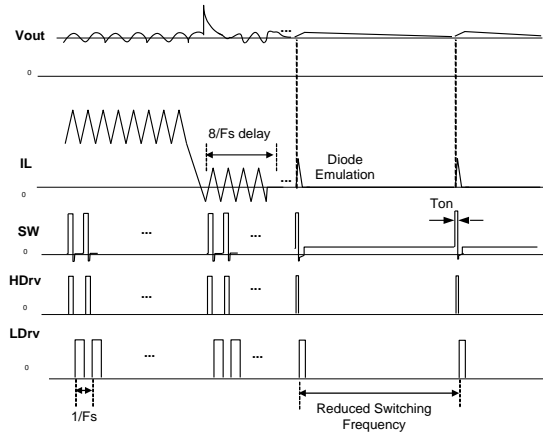 Vout
...
0
8/Fs delay
IL
...
Diode
Emulation
0
Ton
SW
...
...
0
HDrv
...
...
0
LDrv
...
...
0
1/Fs
Reduced Switching
Frequency